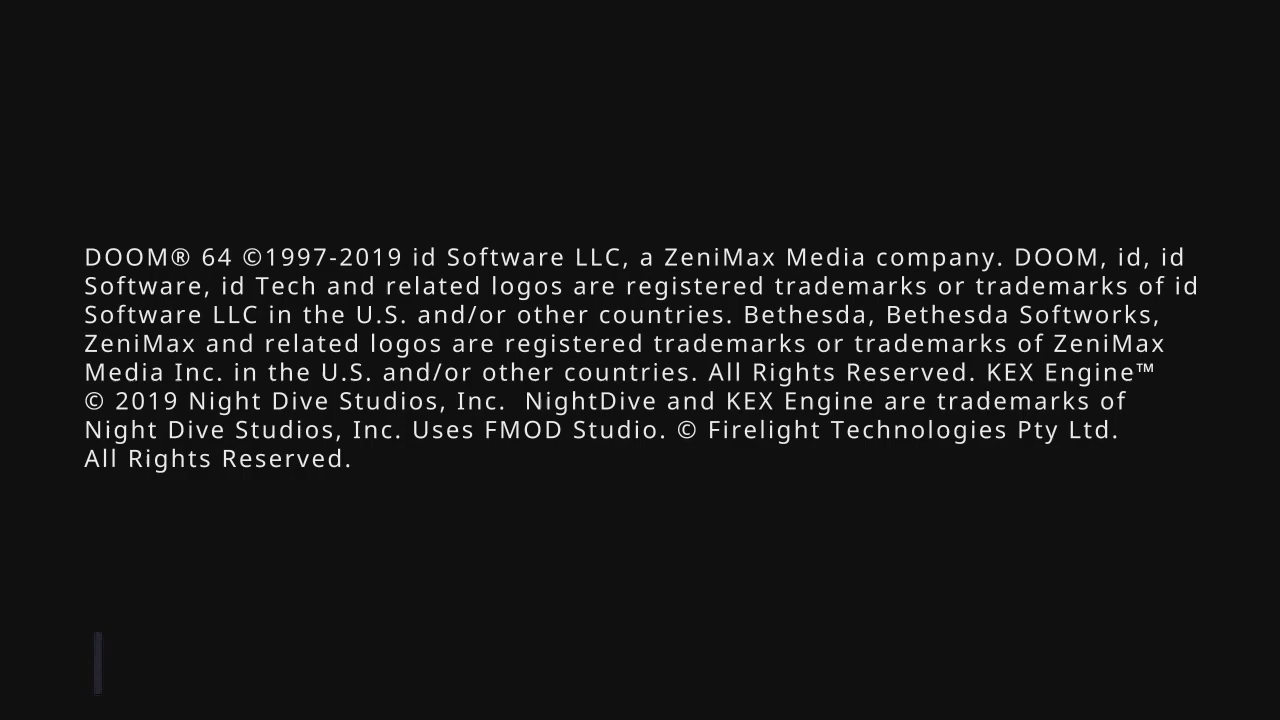 DOOM® 64 ©1997-2019 id Software LLC, a ZeniMax Media company. DOOM, id, id
Software, id Tech and related logos are registered trademarks or trademarks of id
Software LLC in the U.S. and/or other countries. Bethesda, Bethesda Softworks,
ZeniMax and related logos are registered trademarks or trademarks of ZeniMax
Media Inc. in the U.S. and/or other countries. All Rights Reserved. KEX Engine™
© 2019 Night Dive Studios, Inc.  NightDive and KEX Engine are trademarks of
Night Dive Studios, Inc. Uses FMOD Studio. © Firelight Technologies Pty Ltd.
All Rights Reserved.